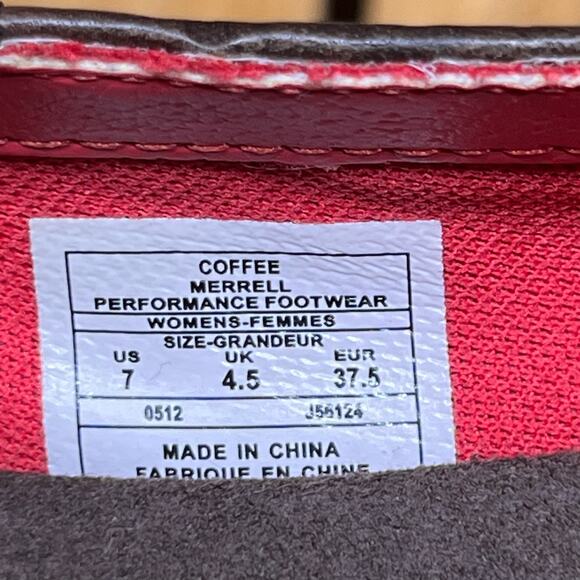 COFFEE
MERRELL
PERFORMANCE FOOTWEAR
WOMENS-FEMMES
SIZE-GRANDEUR
US UK EUR
7 4.5 37.5
0512 J56124
MADE IN CHINA
FABRIQUE EN CHINE